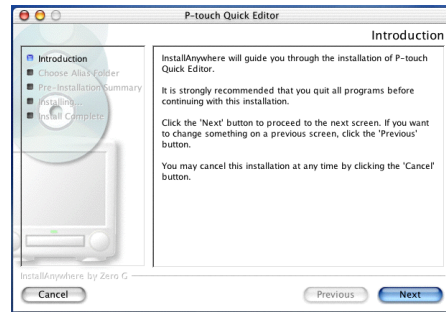 P-touch Quick Editor
Introduction
Introduction
Choose Alias Folder
Pre-Installation Summary
Installing...
Install Complete
InstallAnywhere will guide you through the installation of P-touch
Quick Editor.
It is strongly recommended that you quit all programs before
continuing with this installation.
Click the 'Next' button to proceed to the next screen. If you want
to change something on a previous screen, click the 'Previous'
button.
You may cancel this installation at any time by clicking the 'Cancel'
button.
InstallAnywhere by Zero G
Cancel
Previous
Next